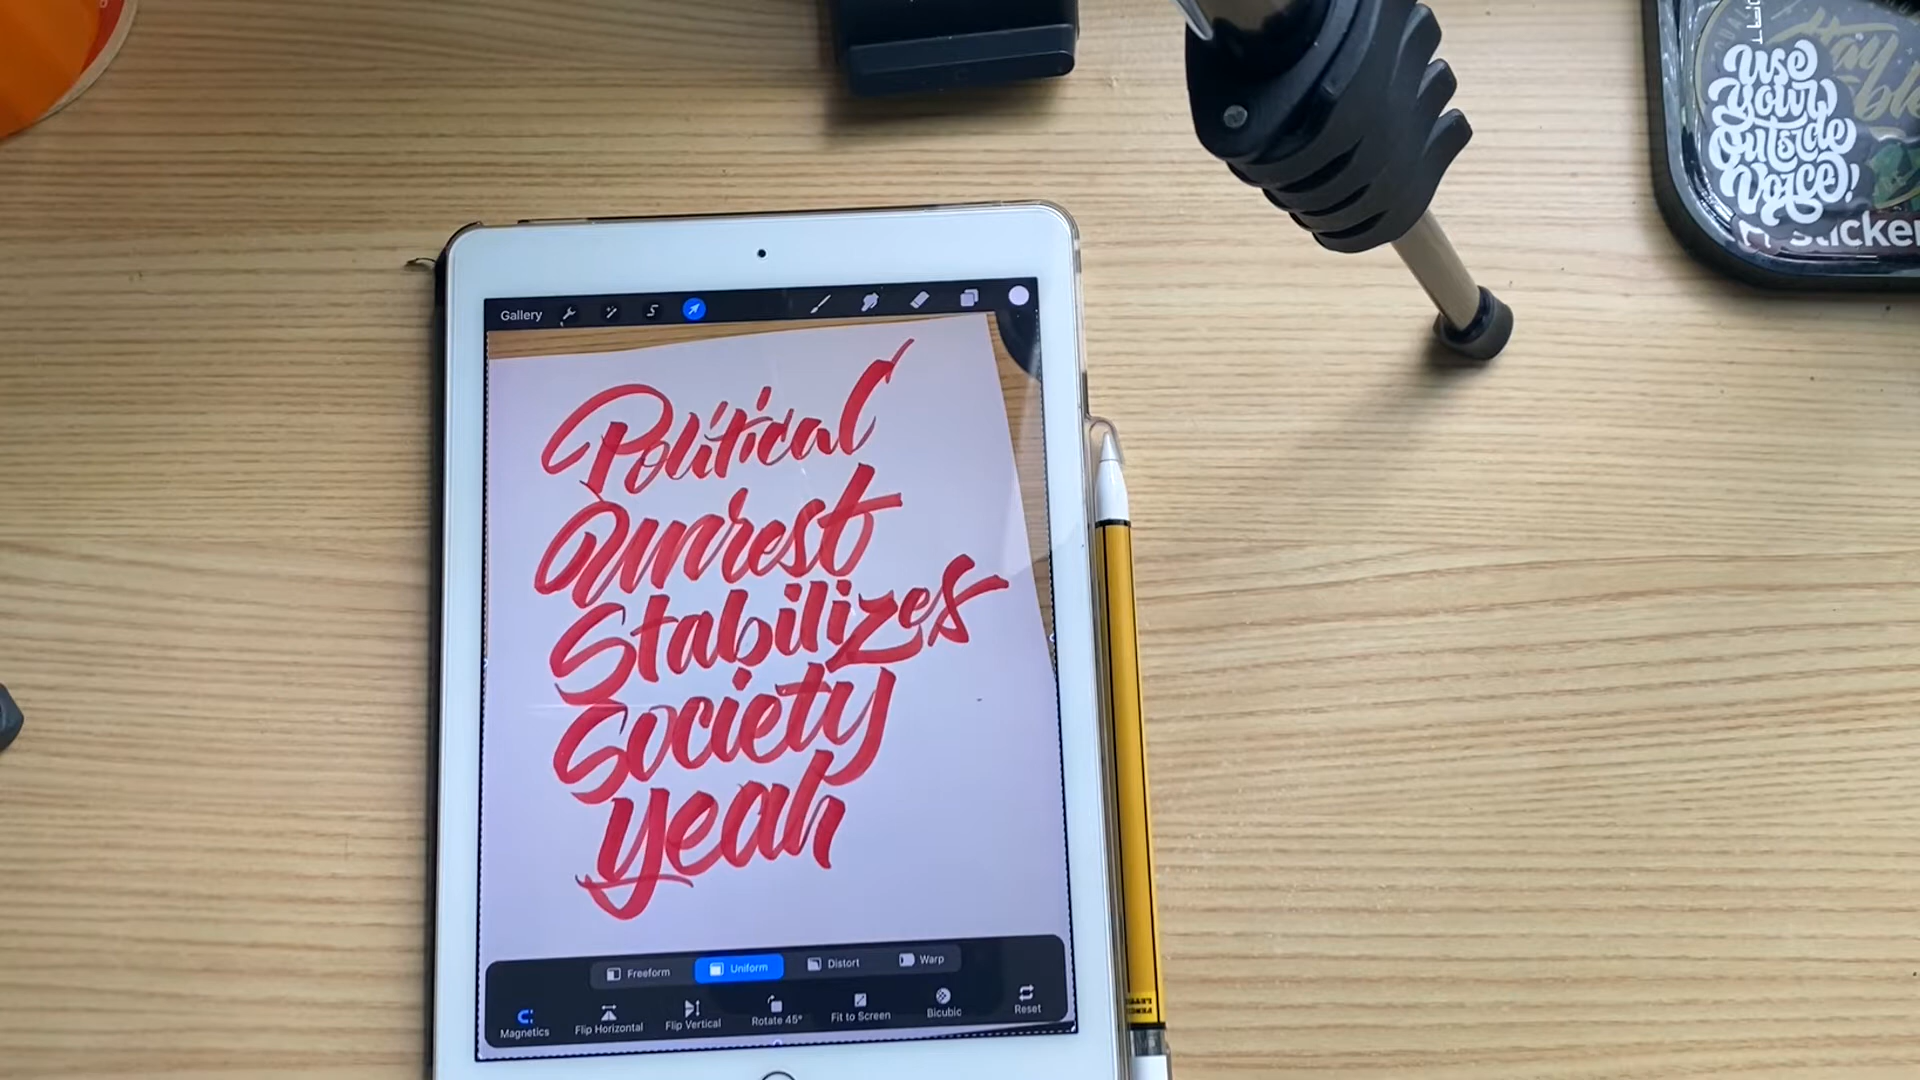 Gallery
Political
Unrest
Stabilizes
Society
yeah
Freeform Uniform Distort Warp
Magnetics Flip Horizontal Flip Vertical Rotate 45° Fit to Screen Bicubic Reset
Use
Your
Outside
Voice!